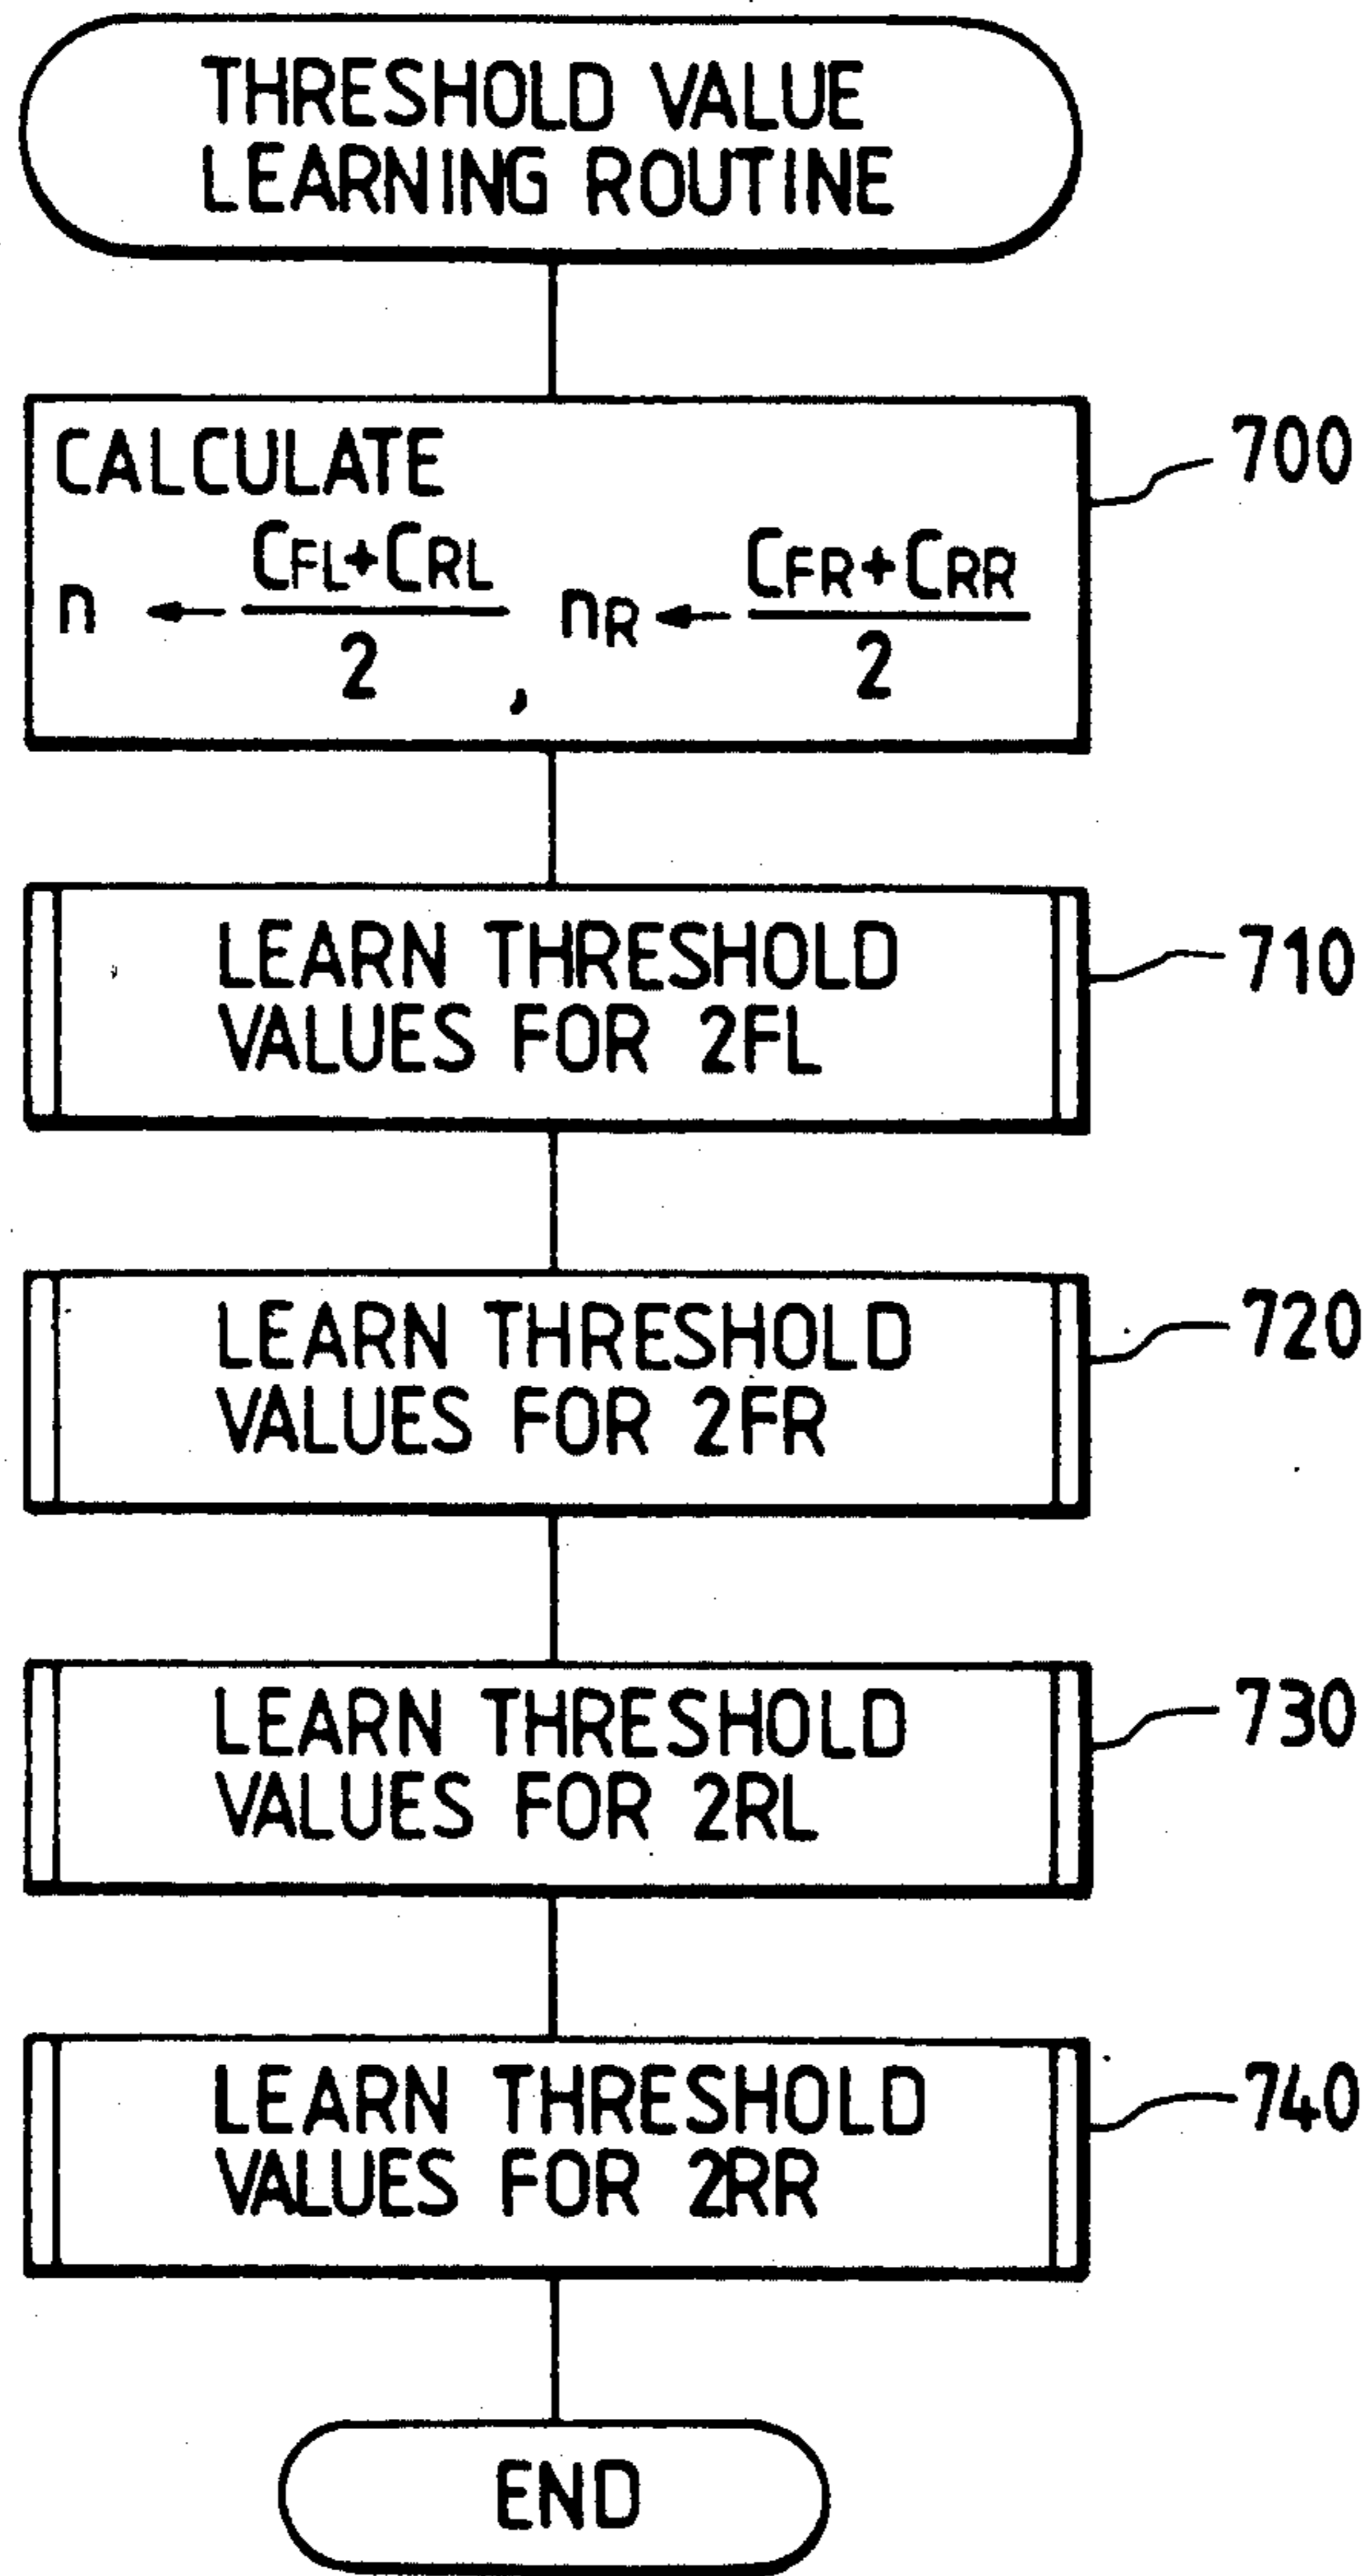 THRESHOLD VALUE
LEARNING ROUTINE
CALCULATE
n ← (CFL+CRL)/2, nR ← (CFR+CRR)/2
700
LEARN THRESHOLD
VALUES FOR 2FL
710
LEARN THRESHOLD
VALUES FOR 2FR
720
LEARN THRESHOLD
VALUES FOR 2RL
730
LEARN THRESHOLD
VALUES FOR 2RR
740
END